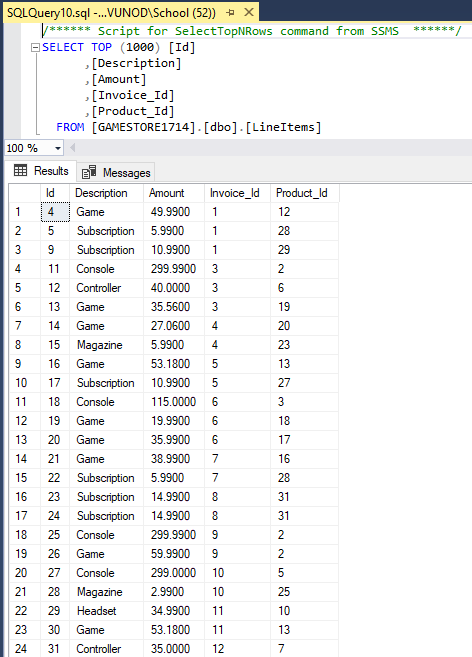 SQLQuery10.sql -...VUNOD\School (52))
/****** Script for SelectTopNRows command from SSMS ******/
SELECT TOP (1000) [Id]
,[Description]
,[Amount]
,[Invoice_Id]
,[Product_Id]
FROM [GAMESTORE1714].[dbo].[LineItems]
100 %
Results Messages
Id Description Amount Invoice_Id Product_Id
1 4 Game 49.9900 1 12
2 5 Subscription 5.9900 1 28
3 9 Subscription 10.9900 1 29
4 11 Console 299.9900 3 2
5 12 Controller 40.0000 3 6
6 13 Game 35.5600 3 19
7 14 Game 27.0600 4 20
8 15 Magazine 5.9900 4 23
9 16 Game 53.1800 5 13
10 17 Subscription 10.9900 5 27
11 18 Console 115.0000 6 3
12 19 Game 19.9900 6 18
13 20 Game 35.9900 6 17
14 21 Game 38.9900 7 16
15 22 Subscription 5.9900 7 28
16 23 Subscription 14.9900 8 31
17 24 Subscription 14.9900 8 31
18 25 Console 299.9900 9 2
19 26 Game 59.9900 9 2
20 27 Console 299.0000 10 5
21 28 Magazine 2.9900 10 25
22 29 Headset 34.9900 11 10
23 30 Game 53.1800 11 13
24 31 Controller 35.0000 12 7